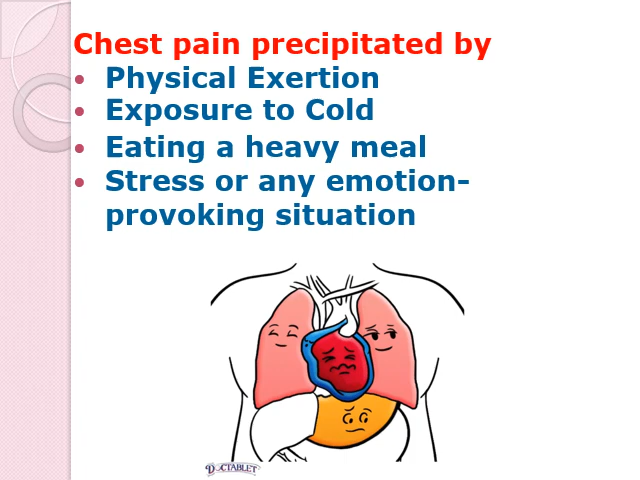 Chest pain precipitated by
• Physical Exertion
• Exposure to Cold
• Eating a heavy meal
• Stress or any emotion-
provoking situation
DOCTABLET